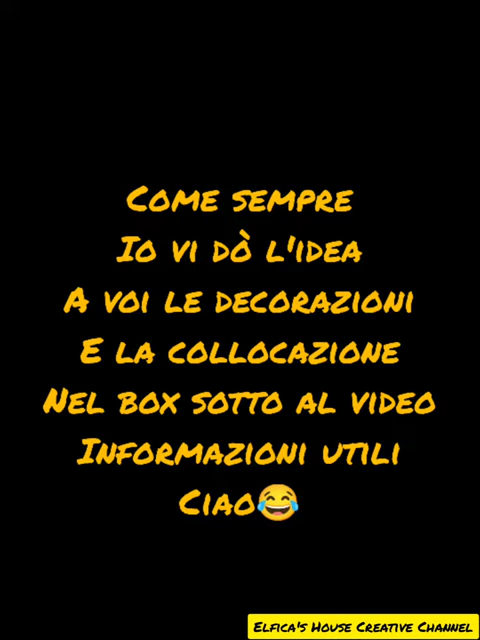 Come sempre
Io vi dò l'idea
A voi le decorazioni
E la collocazione
Nel box sotto al video
Informazioni utili
Ciao😂
Elfica's House Creative Channel